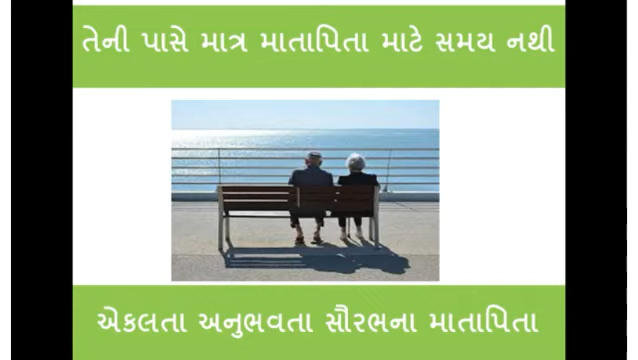 તેની પાસે માત્ર માતાપિતા માટે સમય નથી
એકલતા અનુભવતા સૌરભના માતાપિતા